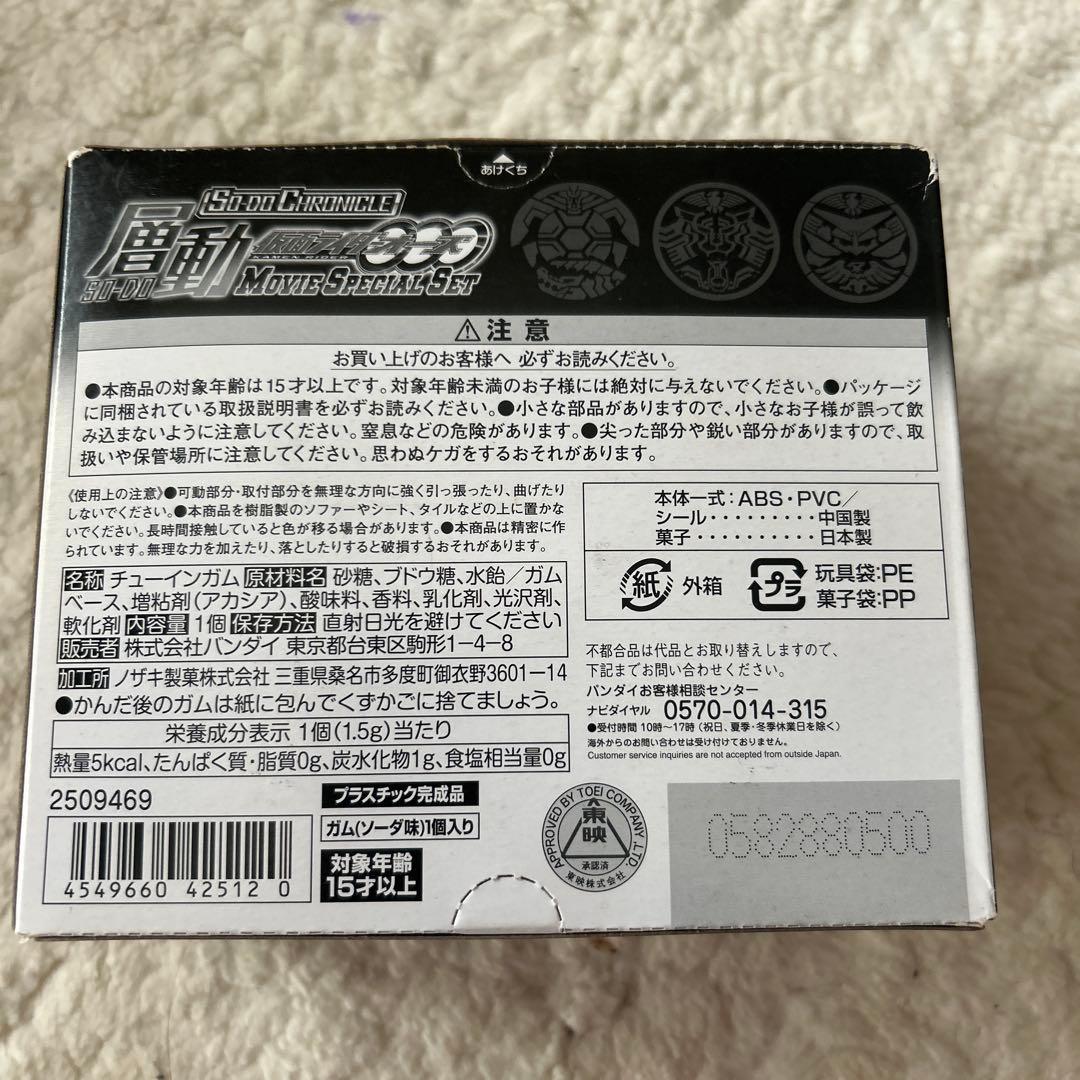 あけくち
SO-DO CHRONICLE
層動
SO-DO
仮面ライダーオーズ
KAMEN RIDER
MOVIE SPECIAL SET
注意
お買い上げのお客様へ 必ずお読みください。
●本商品の対象年齢は15才以上です。対象年齢未満のお子様には絶対に与えないでください。●パッケージ
に同梱されている取扱説明書を必ずお読みください。●小さな部品がありますので、小さなお子様が誤って飲
み込まないように注意してください。窒息などの危険があります。●尖った部分や鋭い部分がありますので、取
扱いや保管場所に注意してください。思わぬケガをするおそれがあります。
《使用上の注意》●可動部分・取付部分を無理な方向に強く引っ張ったり、曲げたり
しないでください。●本商品を樹脂製のソファーやシート、タイルなどの上に置かな
いでください。長時間接触していると色が移る場合があります。●本商品は精密に作
られています。無理な力を加えたり、落としたりすると破損するおそれがあります。
名称 チューインガム 原材料名 砂糖、ブドウ糖、水飴／ガム
ベース、増粘剤(アカシア)、酸味料、香料、乳化剤、光沢剤、
軟化剤 内容量 1個 保存方法 直射日光を避けてください
販売者 株式会社バンダイ 東京都台東区駒形1-4-8
加工所 ノザキ製菓株式会社 三重県桑名市多度町御衣野3601-14
●かんだ後のガムは紙に包んでくずかごに捨てましょう。
栄養成分表示 1個(1.5g)当たり
熱量5kcal、たんぱく質・脂質0g、炭水化物1g、食塩相当量0g
本体一式：ABS・PVC／
シール・・・・・・・・・中国製
菓子・・・・・・・・・・日本製
紙 外箱
プラ 玩具袋：PE
菓子袋：PP
不都合品は代品とお取り替えしますので、
下記までお問い合わせください。
バンダイお客様相談センター
ナビダイヤル 0570-014-315
●受付時間 10時～17時 (祝日、夏季・冬季休業日を除く)
海外からのお問い合わせは受け付けておりません。
Customer service inquiries are not accepted from outside Japan.
2509469
4549660 425120
プラスチック完成品
ガム(ソーダ味)1個入り
対象年齢
15才以上
APPROVED BY TOEI COMPANY, LTD
東映
承認済
東映株式会社
0582880500